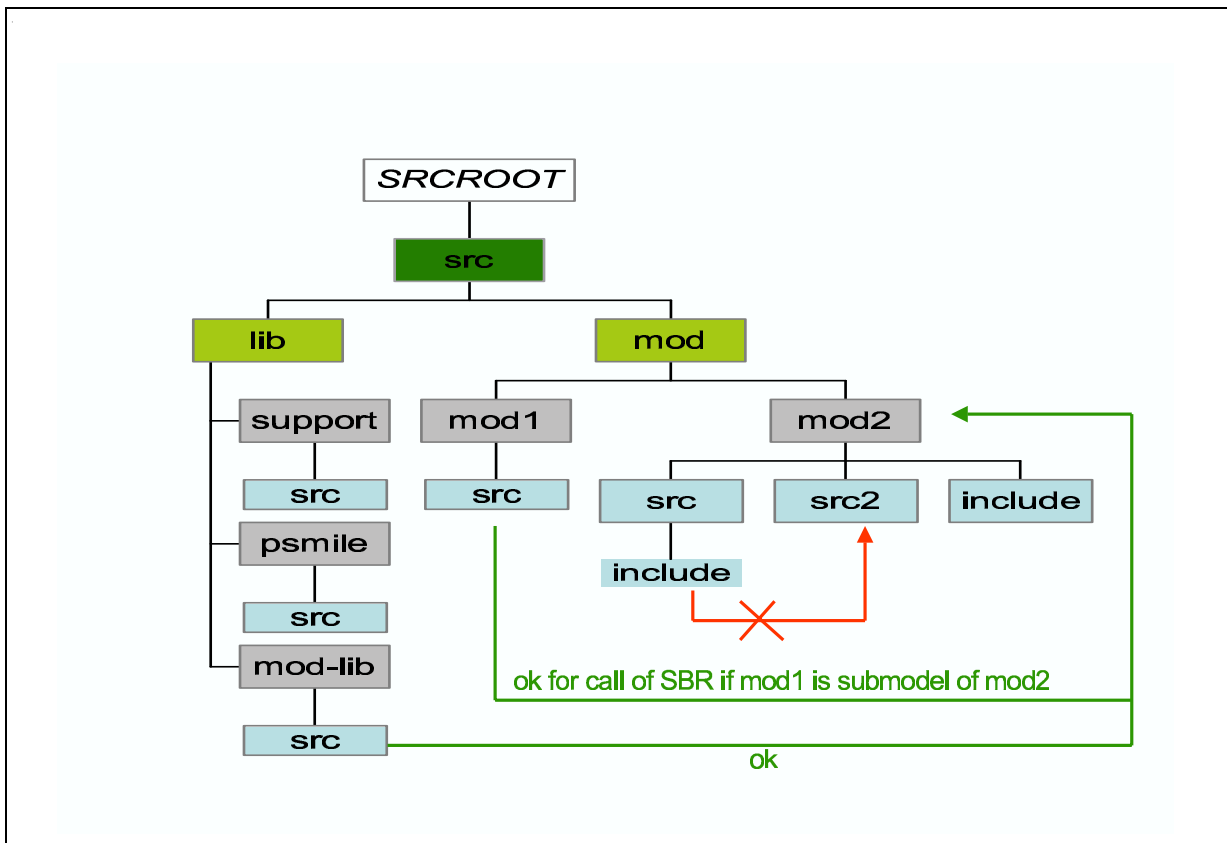 SRCROOT
src
lib
mod
support
mod1
mod2
src
src
src
src2
include
psmile
include
src
mod-lib
ok for call of SBR if mod1 is submodel of mod2
src
ok